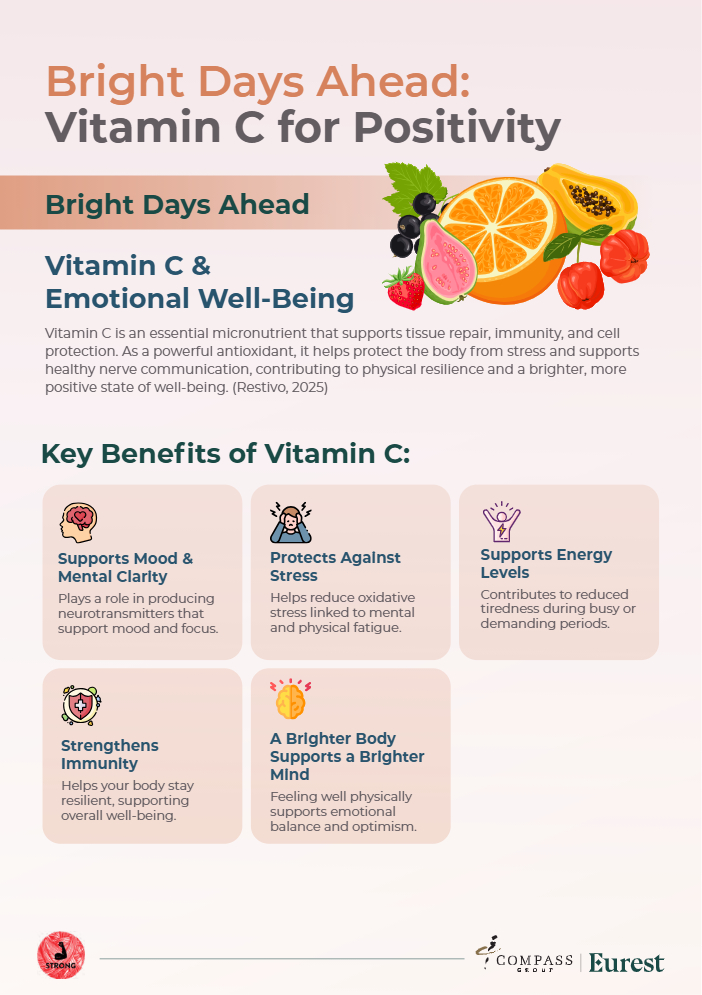 Bright Days Ahead:
Vitamin C for Positivity
Bright Days Ahead
Vitamin C &
Emotional Well-Being
Vitamin C is an essential micronutrient that supports tissue repair, immunity, and cell
protection. As a powerful antioxidant, it helps protect the body from stress and supports
healthy nerve communication, contributing to physical resilience and a brighter, more
positive state of well-being. (Restivo, 2025)
Key Benefits of Vitamin C:
Supports Mood &
Mental Clarity
Plays a role in producing
neurotransmitters that
support mood and focus.
Protects Against
Stress
Helps reduce oxidative
stress linked to mental
and physical fatigue.
Supports Energy
Levels
Contributes to reduced
tiredness during busy or
demanding periods.
Strengthens
Immunity
Helps your body stay
resilient, supporting
overall well-being.
A Brighter Body
Supports a Brighter
Mind
Feeling well physically
supports emotional
balance and optimism.
STRONG
COMPASS
GROUP
Eurest